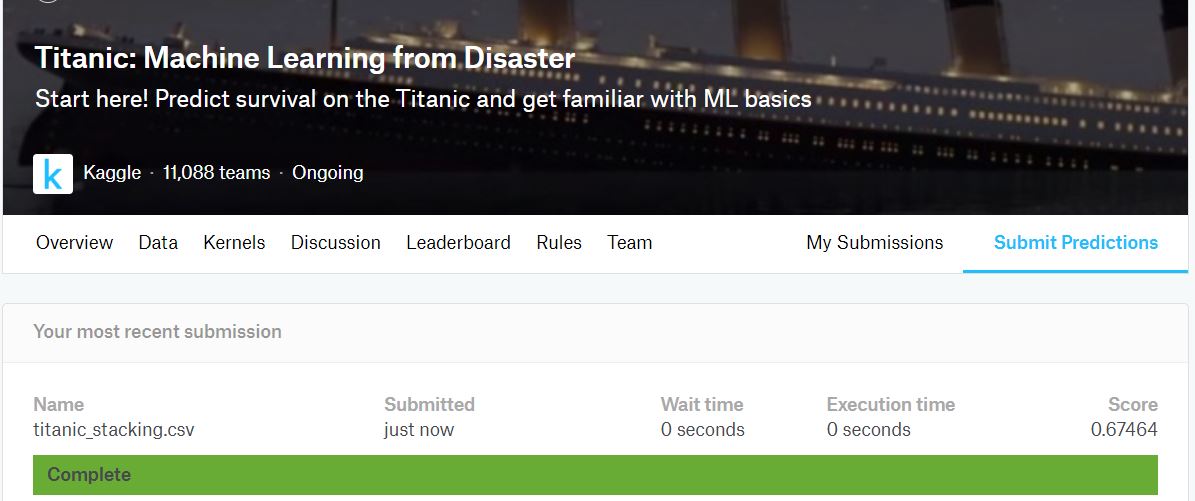 Titanic: Machine Learning from Disaster
Start here! Predict survival on the Titanic and get familiar with ML basics
k Kaggle · 11,088 teams · Ongoing
Overview Data Kernels Discussion Leaderboard Rules Team My Submissions Submit Predictions
Your most recent submission
Name Submitted Wait time Execution time Score
titanic_stacking.csv just now 0 seconds 0 seconds 0.67464
Complete